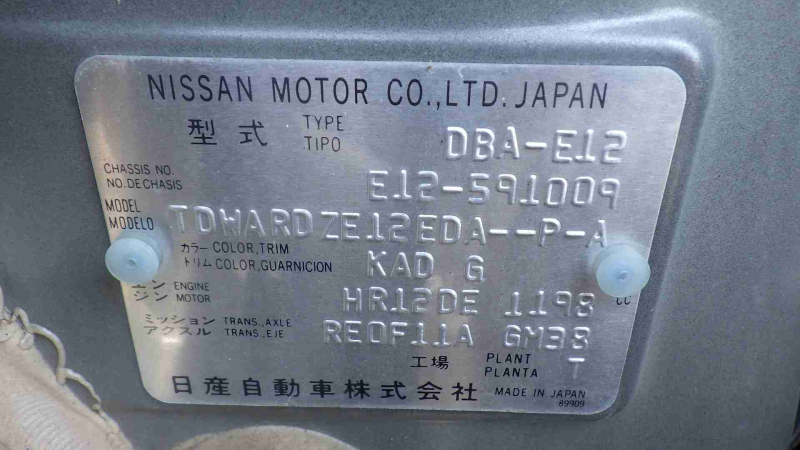 NISSAN MOTOR CO.,LTD. JAPAN
型式 TYPE TIPO DBA-E12
CHASSIS NO. NO. DE CHASIS E12-591009
MODEL MODELO TDWARDZE12EDA--P-A
カラー COLOR,TRIM
トリム COLOR,GUARNICION KAD G
エンジン ENGINE MOTOR HR12DE 1198 cc
ミッション TRANS.,AXLE
アクスル TRANS.,EJE RE0F11A GM38
工場 PLANT PLANTA T
日産自動車株式会社 MADE IN JAPAN
89909